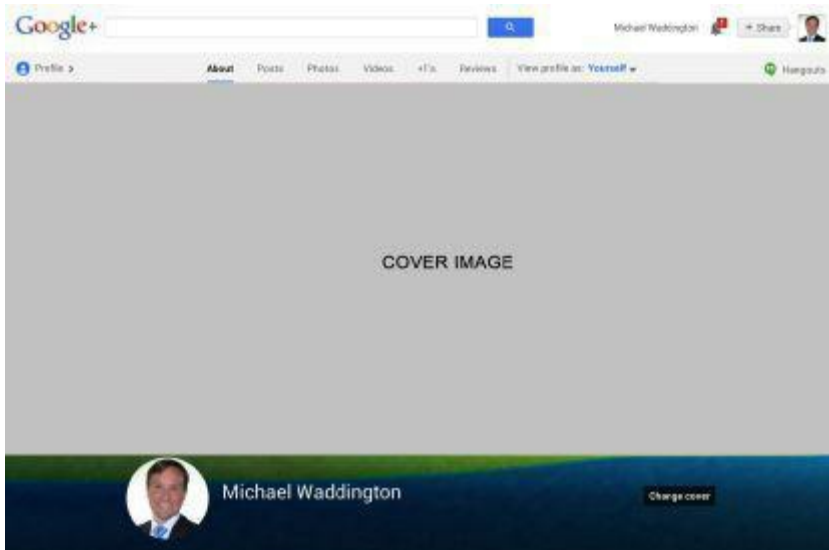 Google+
Michael Waddington
+ Share
Profile >
About Posts Photos Videos +1's Reviews View profile as: Yourself
Hangouts
COVER IMAGE
Michael Waddington
Change cover